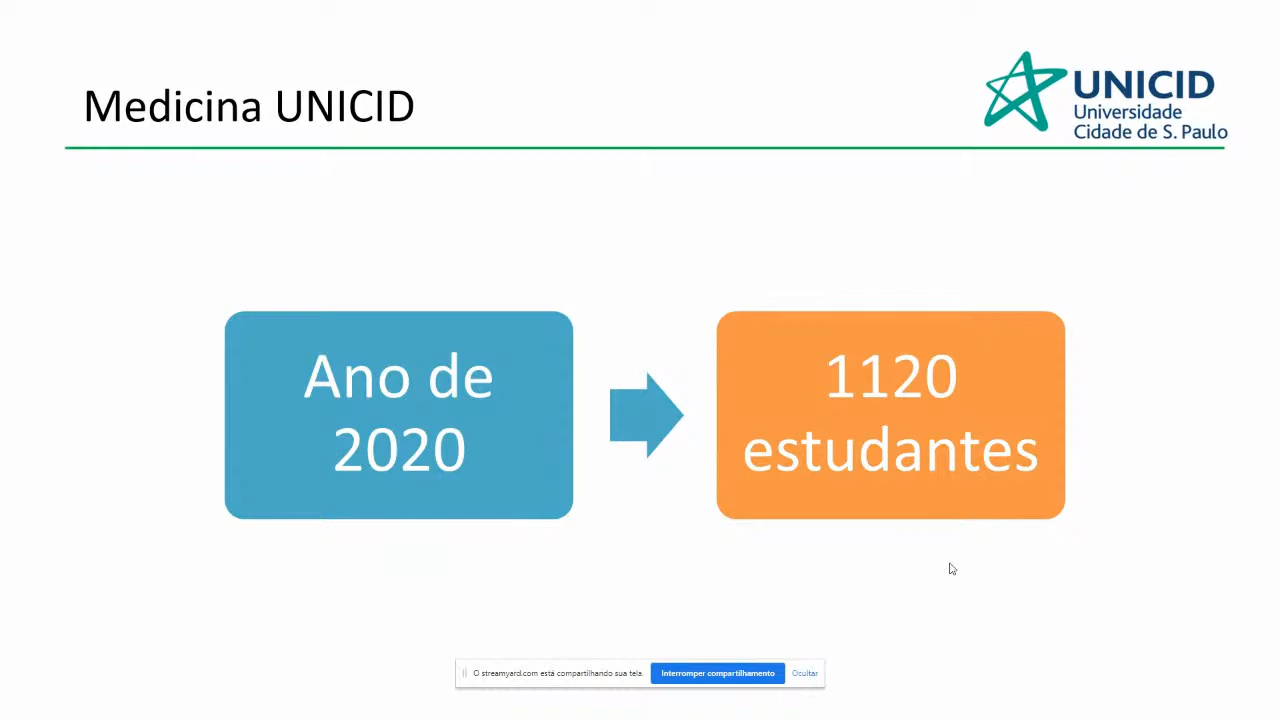 Medicina UNICID
UNICID
Universidade
Cidade de S. Paulo
Ano de
2020
1120
estudantes
O streamyard.com está compartilhando sua tela.
Interromper compartilhamento
Ocultar